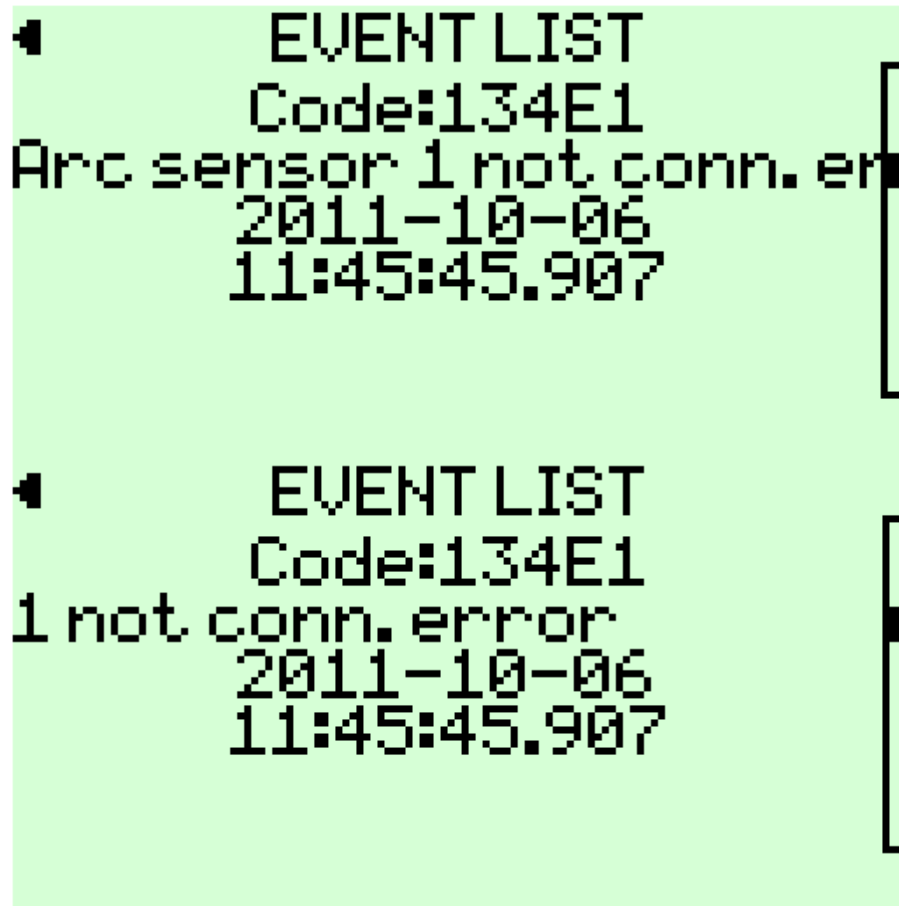 EVENT LIST
Code:134E1
Arc sensor 1 not conn. er
2011-10-06
11:45:45.907
EVENT LIST
Code:134E1
1 not conn. error
2011-10-06
11:45:45.907